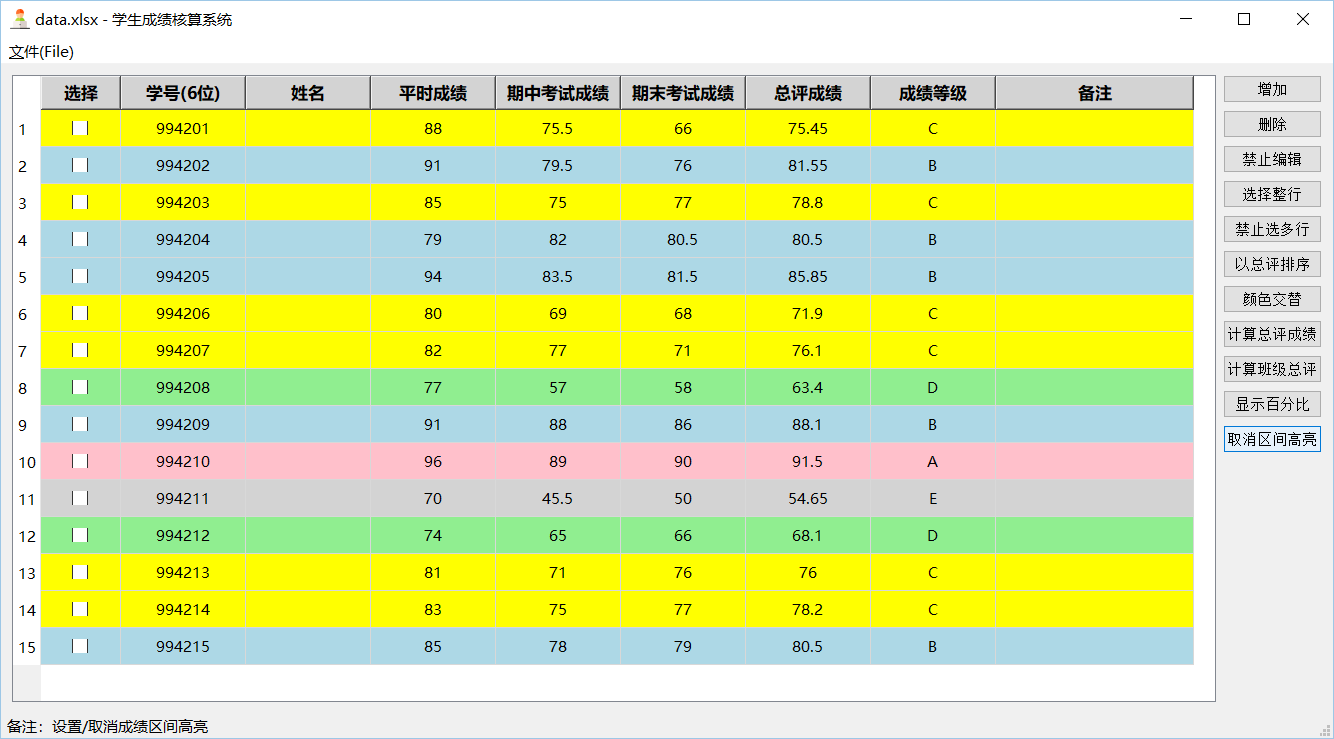 data.xlsx - 学生成绩核算系统
文件(File)
选择 学号(6位) 姓名 平时成绩 期中考试成绩 期末考试成绩 总评成绩 成绩等级 备注
1 994201 88 75.5 66 75.45 C
2 994202 91 79.5 76 81.55 B
3 994203 85 75 77 78.8 C
4 994204 79 82 80.5 80.5 B
5 994205 94 83.5 81.5 85.85 B
6 994206 80 69 68 71.9 C
7 994207 82 77 71 76.1 C
8 994208 77 57 58 63.4 D
9 994209 91 88 86 88.1 B
10 994210 96 89 90 91.5 A
11 994211 70 45.5 50 54.65 E
12 994212 74 65 66 68.1 D
13 994213 81 71 76 76 C
14 994214 83 75 77 78.2 C
15 994215 85 78 79 80.5 B
增加
删除
禁止编辑
选择整行
禁止选多行
以总评排序
颜色交替
计算总评成绩
计算班级总评
显示百分比
取消区间高亮
备注：设置/取消成绩区间高亮